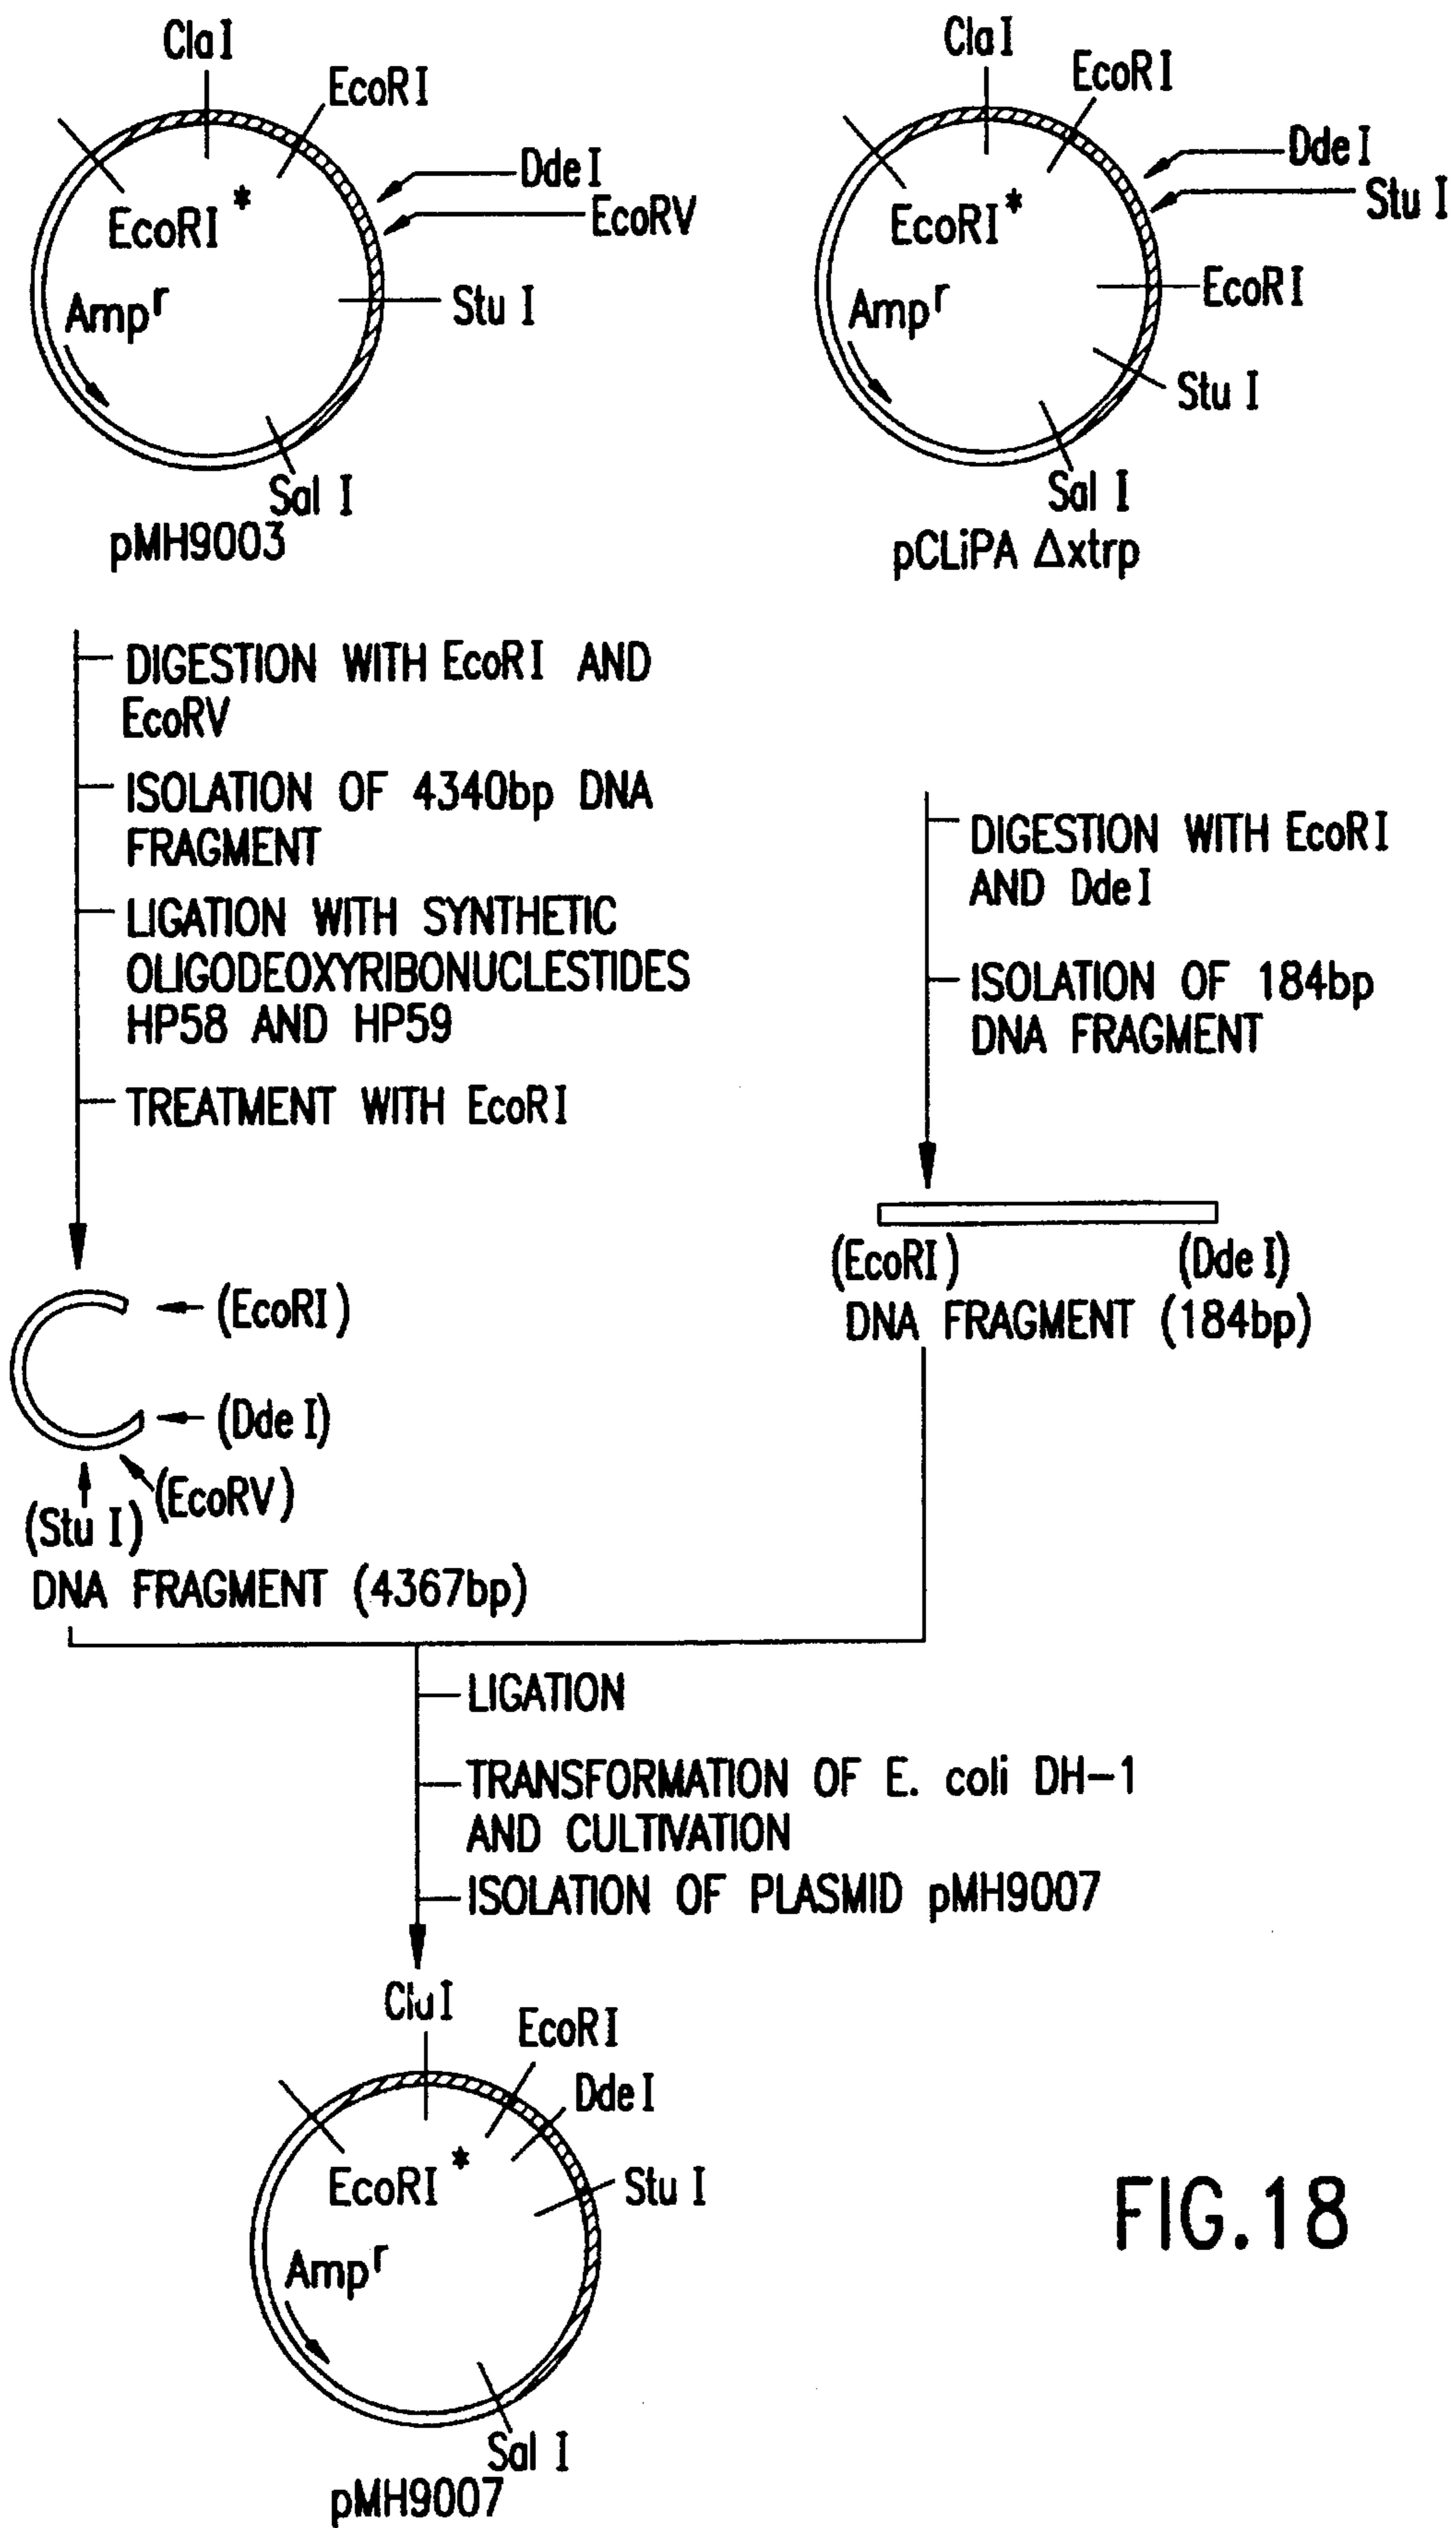 ClaI
EcoRI
DdeI
EcoRV
EcoRI*
Ampr
Stu I
Sal I
pMH9003
ClaI
EcoRI
DdeI
Stu I
EcoRI*
EcoRI
Ampr
Stu I
Sal I
pCLiPA Δxtrp
DIGESTION WITH EcoRI AND
EcoRV
ISOLATION OF 4340bp DNA
FRAGMENT
LIGATION WITH SYNTHETIC
OLIGODEOXYRIBONUCLESTIDES
HP58 AND HP59
TREATMENT WITH EcoRI
DIGESTION WITH EcoRI
AND DdeI
ISOLATION OF 184bp
DNA FRAGMENT
(EcoRI)
(DdeI)
(EcoRV)
(Stu I)
DNA FRAGMENT (4367bp)
(EcoRI) (DdeI)
DNA FRAGMENT (184bp)
LIGATION
TRANSFORMATION OF E. coli DH-1
AND CULTIVATION
ISOLATION OF PLASMID pMH9007
ClaI
EcoRI
DdeI
EcoRI*
Stu I
Ampr
Sal I
pMH9007
FIG.18